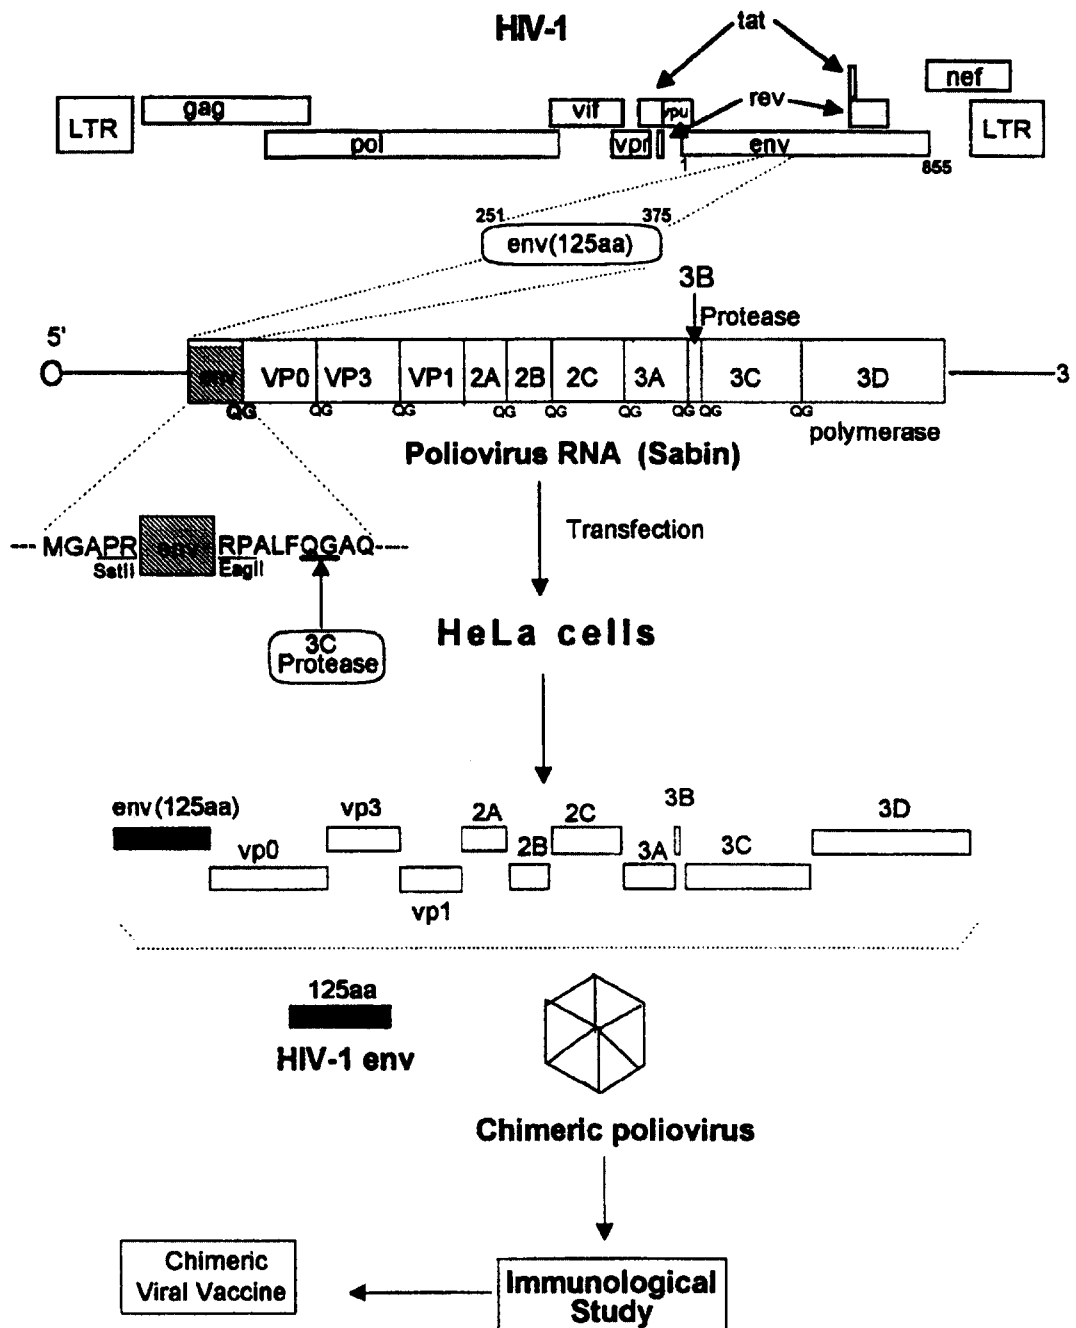 HIV-1
tat
LTR
gag
vif
vpu
rev
nef
LTR
pol
vpr
env
1
855
251
375
env(125aa)
3B
Protease
5'
env
VP0
VP3
VP1
2A
2B
2C
3A
3C
3D
3
QG
QG
QG
QG
QG
QG
QG
QG
QG
polymerase
Poliovirus RNA (Sabin)
Transfection
--- MGAPR
env
RPALFQGAQ----
SstII
EagII
3C
Protease
HeLa cells
env(125aa)
vp0
vp3
vp1
2A
2B
2C
3A
3B
3C
3D
125aa
HIV-1 env
Chimeric poliovirus
Chimeric
Viral Vaccine
Immunological
Study